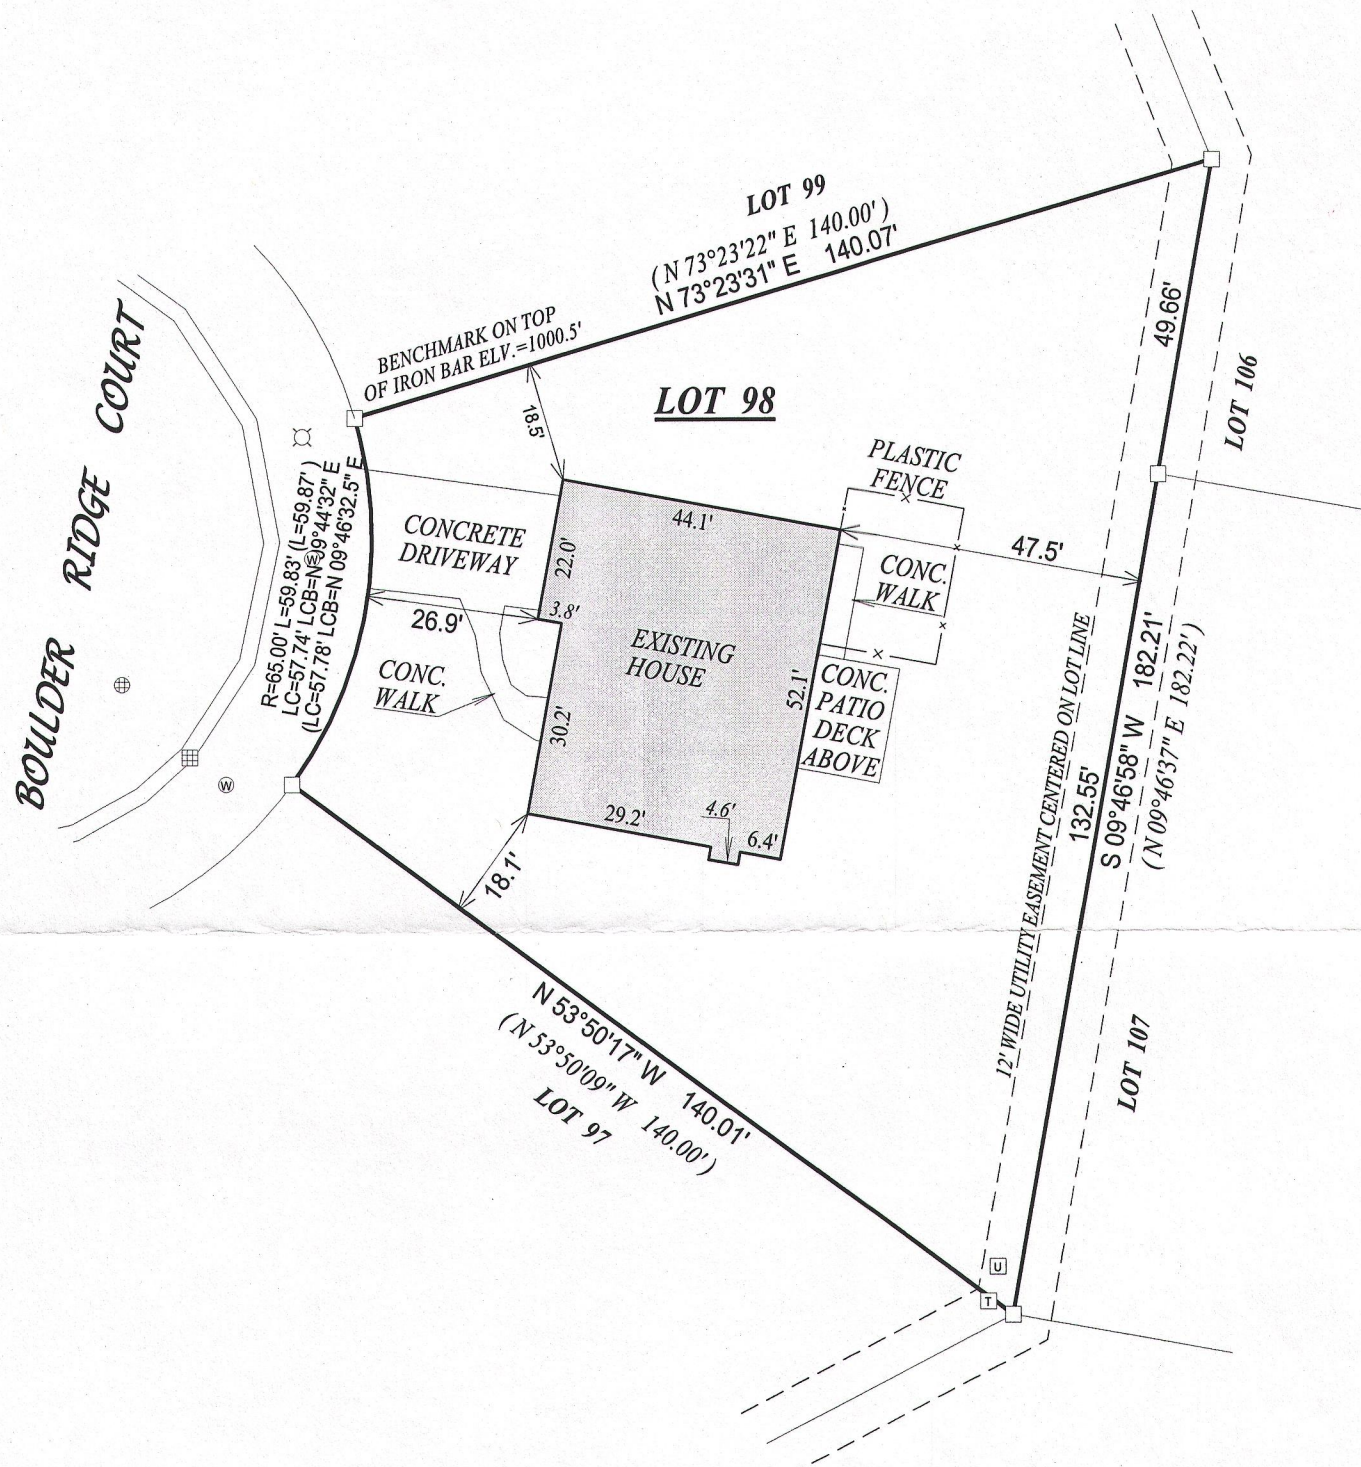 LOT 99
( N 73°23'22" E 140.00' )
N 73°23'31" E 140.07'
BENCHMARK ON TOP
OF IRON BAR ELV.=1000.5'
LOT 98
18.5'
49.66'
LOT 106
BOULDER RIDGE COURT
R=65.00' L=59.83' (L=59.87' )
LC=57.74' LCB=N 09°44'32" E
(LC=57.78' LCB=N 09°46'32.5" E
CONCRETE
DRIVEWAY
22.0'
44.1'
PLASTIC
FENCE
47.5'
CONC.
WALK
3.8'
26.9'
EXISTING
HOUSE
CONC.
WALK
30.2'
52.1'
CONC.
PATIO
DECK
ABOVE
29.2'
4.6'
6.4'
18.1'
W
12' WIDE UTILITY EASEMENT CENTERED ON LOT LINE
132.55'
S 09°46'58" W 182.21'
( N 09°46'37" E 182.22' )
N 53°50'17" W 140.01'
( N 53°50'09" W 140.00' )
LOT 97
LOT 107
U
T